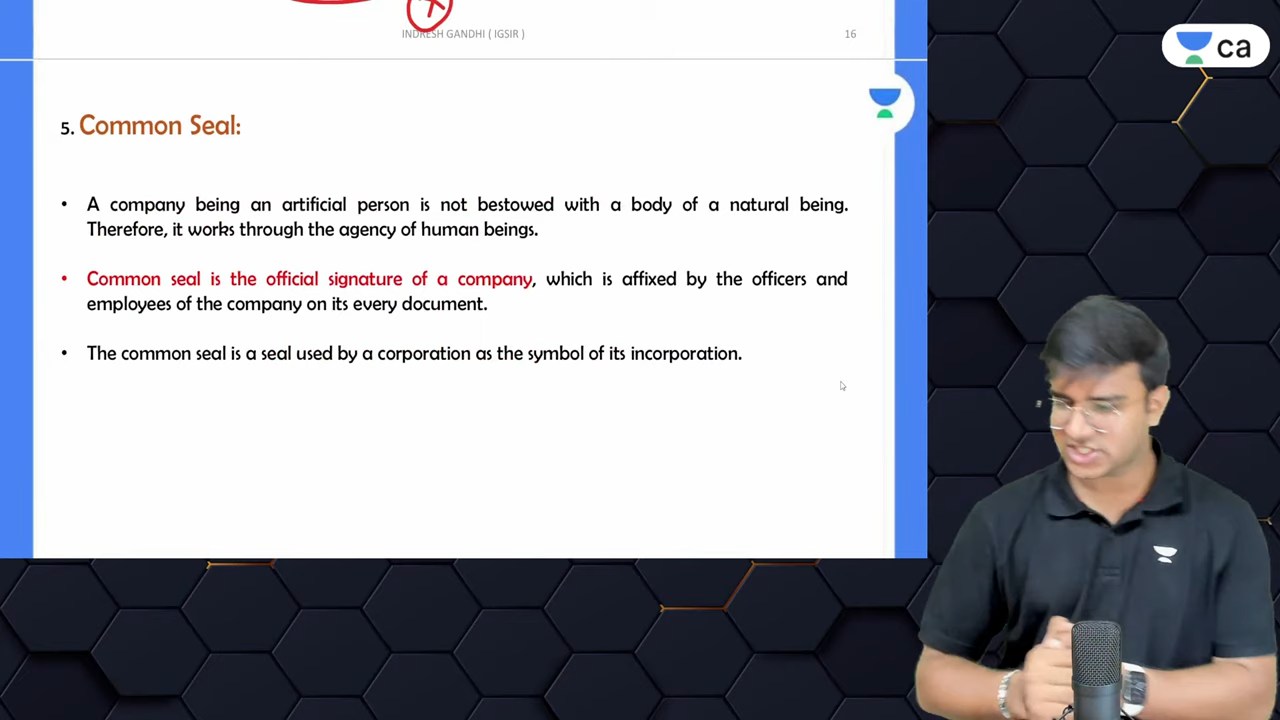 INDRESH GANDHI ( IGSIR )
16
ca
5. Common Seal:
• A company being an artificial person is not bestowed with a body of a natural being.
Therefore, it works through the agency of human beings.
• Common seal is the official signature of a company, which is affixed by the officers and
employees of the company on its every document.
• The common seal is a seal used by a corporation as the symbol of its incorporation.